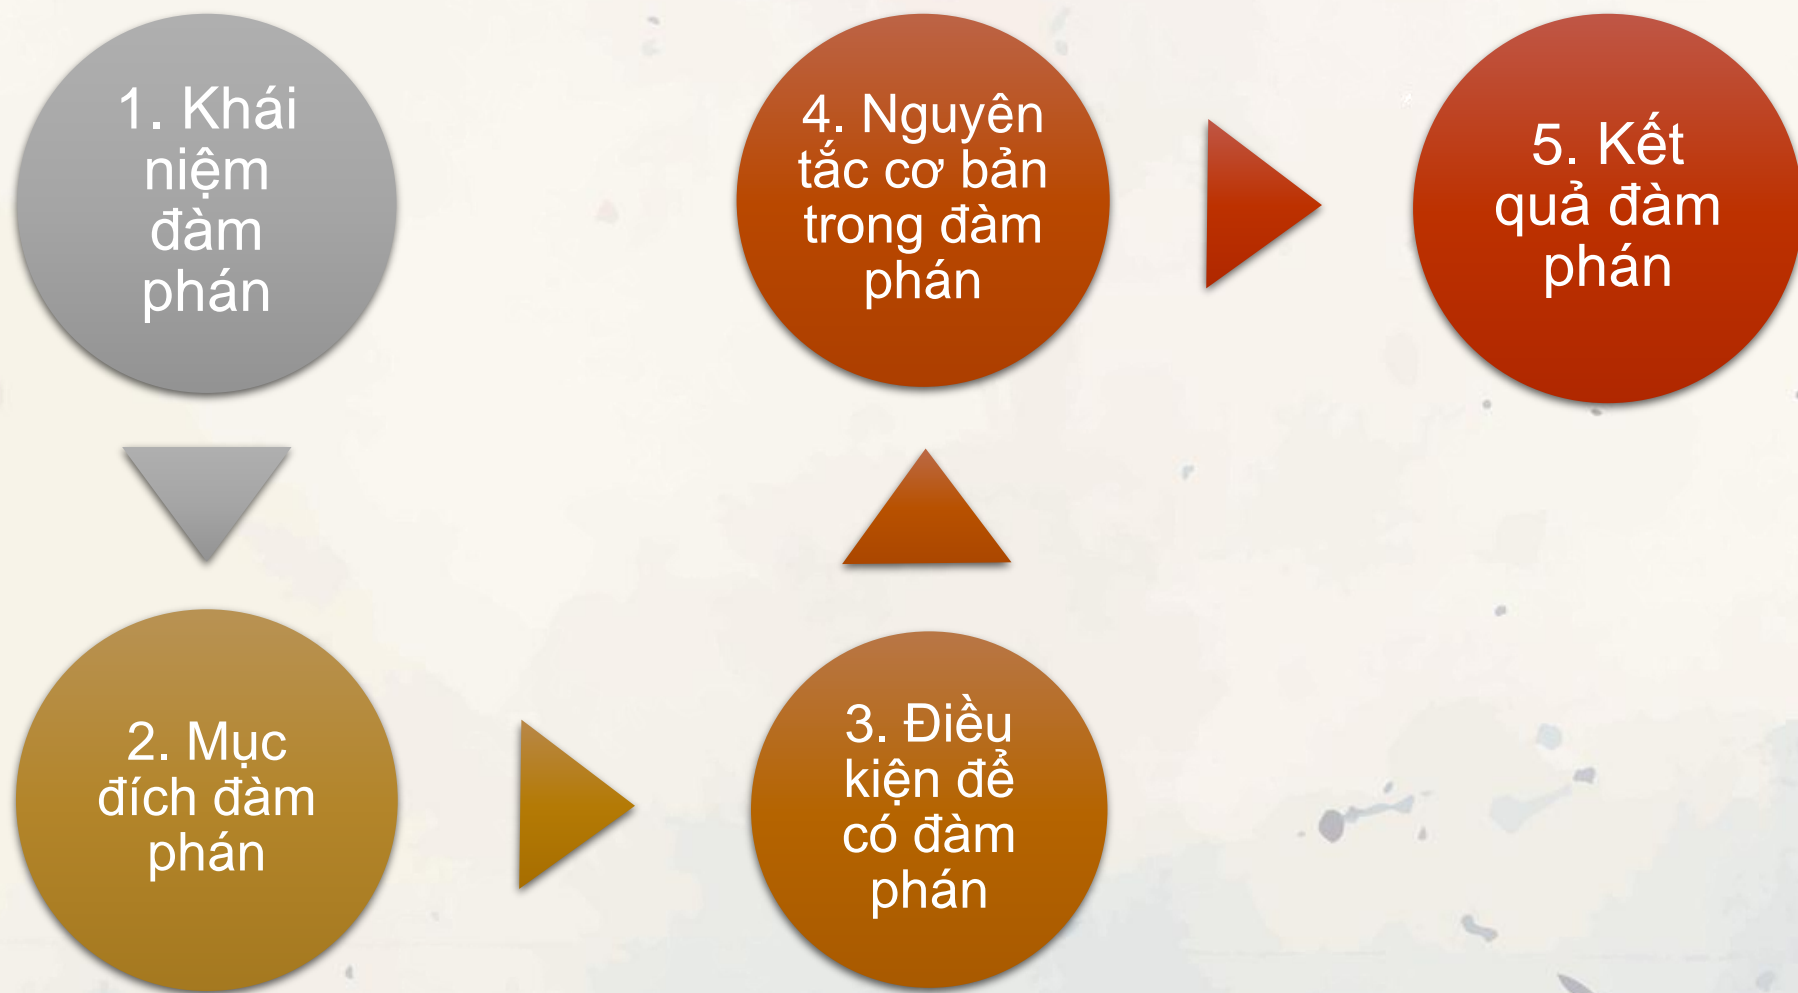 1. Khái
niệm
đàm
phán
2. Mục
đích đàm
phán
3. Điều
kiện để
có đàm
phán
4. Nguyên
tắc cơ bản
trong đàm
phán
5. Kết
quả đàm
phán